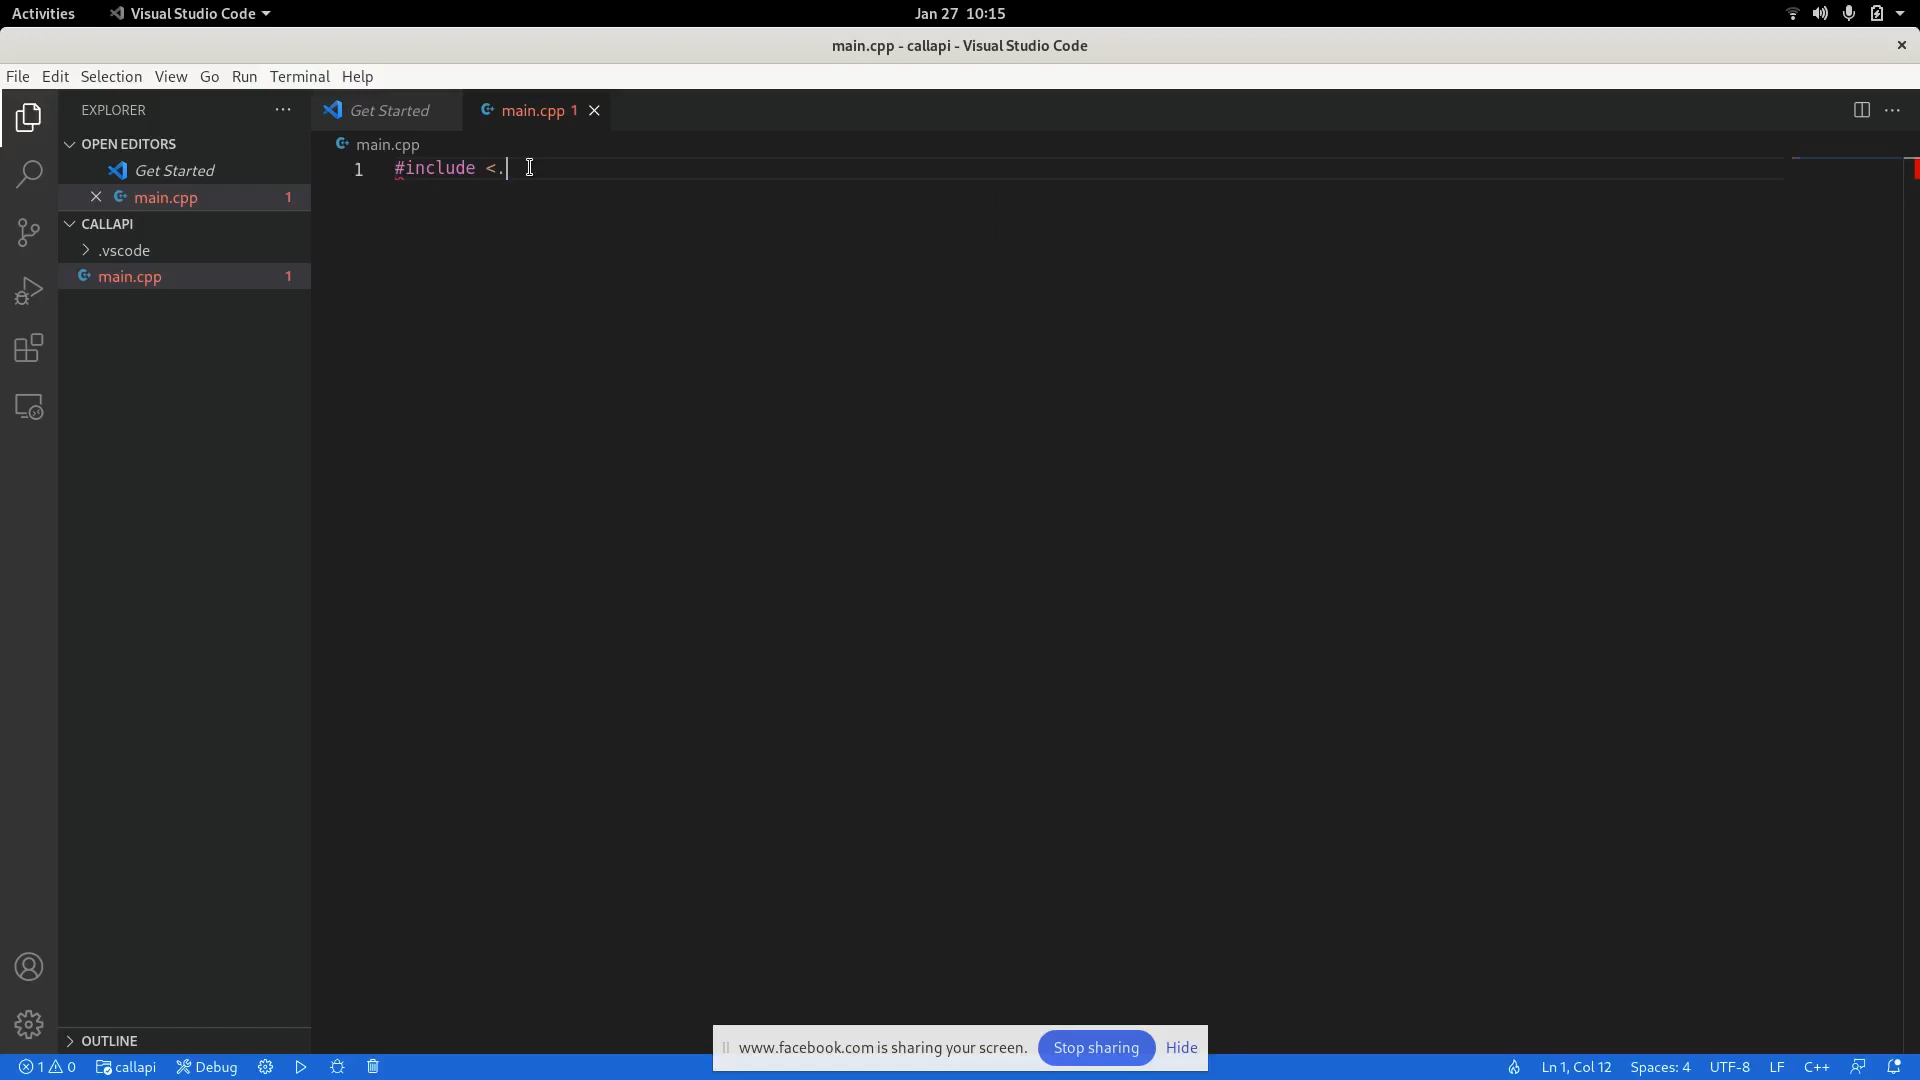 Activities
Visual Studio Code
Jan 27 10:15
main.cpp - callapi - Visual Studio Code
File Edit Selection View Go Run Terminal Help
EXPLORER
Get Started
main.cpp 1
OPEN EDITORS
Get Started
main.cpp 1
CALLAPI
.vscode
main.cpp 1
OUTLINE
main.cpp
1 #include <.
www.facebook.com is sharing your screen. Stop sharing Hide
1 0 callapi Debug
Ln 1, Col 12 Spaces: 4 UTF-8 LF C++